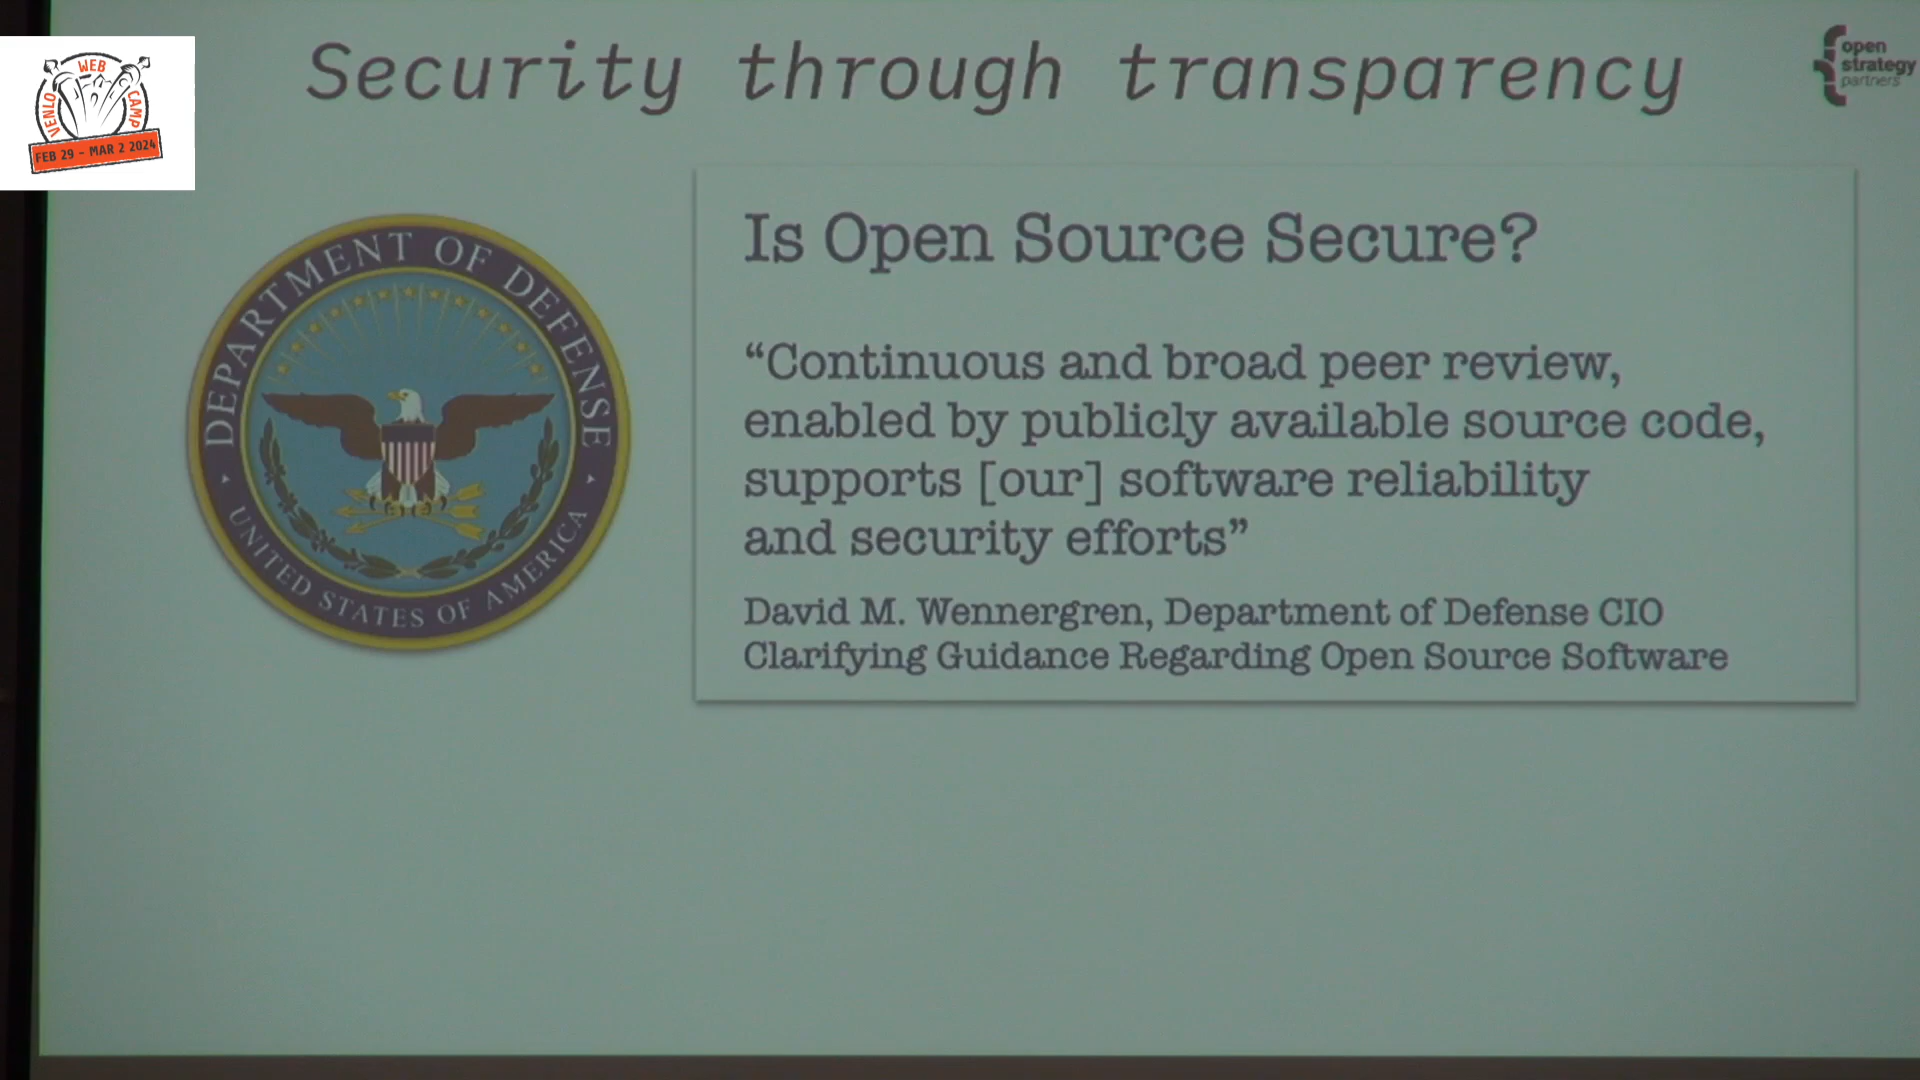 Security through transparency
open
strategy
partners
WEB
VENLO
CAMP
FEB 29 - MAR 2 2024
DEPARTMENT OF DEFENSE
UNITED STATES OF AMERICA
Is Open Source Secure?
“Continuous and broad peer review,
enabled by publicly available source code,
supports [our] software reliability
and security efforts”
David M. Wennergren, Department of Defense CIO
Clarifying Guidance Regarding Open Source Software